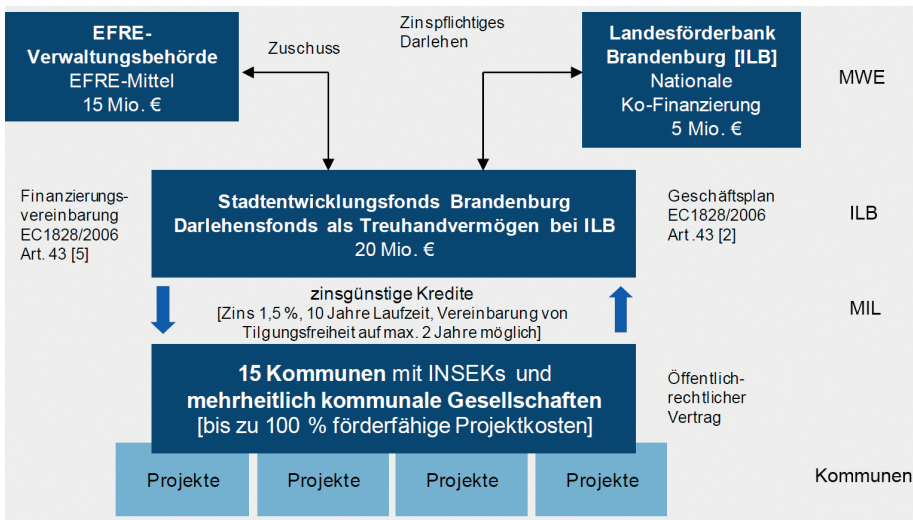 EFRE-
Verwaltungsbehörde
EFRE-Mittel
15 Mio. €
Zuschuss
Zinspflichtiges
Darlehen
Landesförderbank
Brandenburg [ILB]
Nationale
Ko-Finanzierung
5 Mio. €
MWE
Finanzierungs-
vereinbarung
EC1828/2006
Art. 43 [5]
Stadtentwicklungsfonds Brandenburg
Darlehensfonds als Treuhandvermögen bei ILB
20 Mio. €
Geschäftsplan
EC1828/2006
Art.43 [2]
ILB
zinsgünstige Kredite
[Zins 1,5 %, 10 Jahre Laufzeit, Vereinbarung von
Tilgungsfreiheit auf max. 2 Jahre möglich]
MIL
15 Kommunen mit INSEKs und
mehrheitlich kommunale Gesellschaften
[bis zu 100 % förderfähige Projektkosten]
Öffentlich-
rechtlicher
Vertrag
Projekte
Projekte
Projekte
Projekte
Kommunen